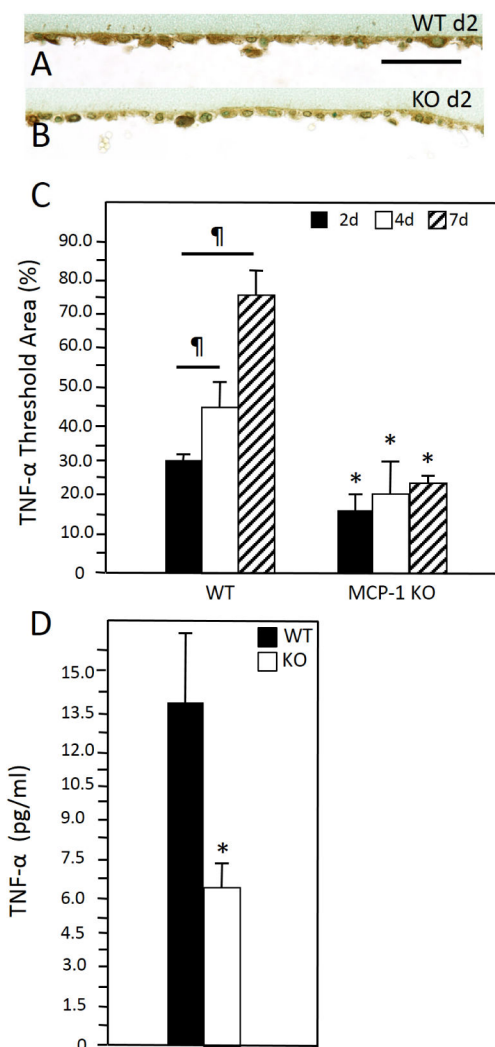 WT d2
A
KO d2
B
C
2d 4d 7d
TNF-α Threshold Area (%)
90.0
80.0
70.0
60.0
50.0
40.0
30.0
20.0
10.0
0
¶
¶
* * *
WT MCP-1 KO
D
WT
KO
TNF-α (pg/ml)
15.0
13.5
12.0
10.5
9.0
7.5
6.0
4.5
3.0
1.5
0
*